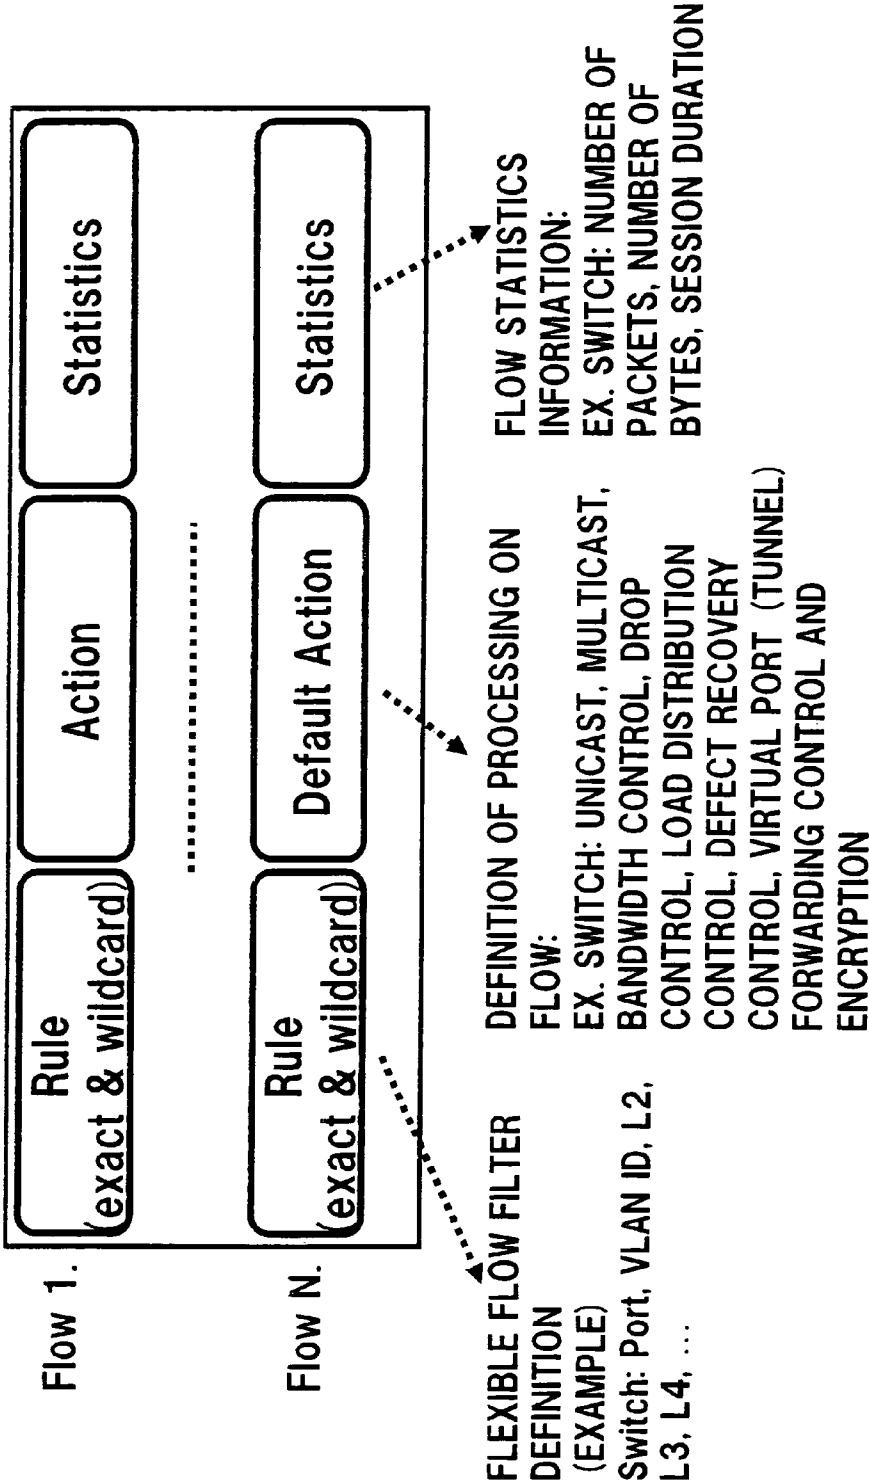 Flow 1.
Rule
(exact & wildcard)
Action
Statistics
Flow N.
Rule
(exact & wildcard)
Default Action
Statistics
FLEXIBLE FLOW FILTER
DEFINITION
(EXAMPLE)
Switch: Port, VLAN ID, L2,
L3, L4, ...
DEFINITION OF PROCESSING ON
FLOW:
EX. SWITCH: UNICAST, MULTICAST,
BANDWIDTH CONTROL, DROP
CONTROL, LOAD DISTRIBUTION
CONTROL, DEFECT RECOVERY
CONTROL, VIRTUAL PORT (TUNNEL)
FORWARDING CONTROL AND
ENCRYPTION
FLOW STATISTICS
INFORMATION:
EX. SWITCH: NUMBER OF
PACKETS, NUMBER OF
BYTES, SESSION DURATION